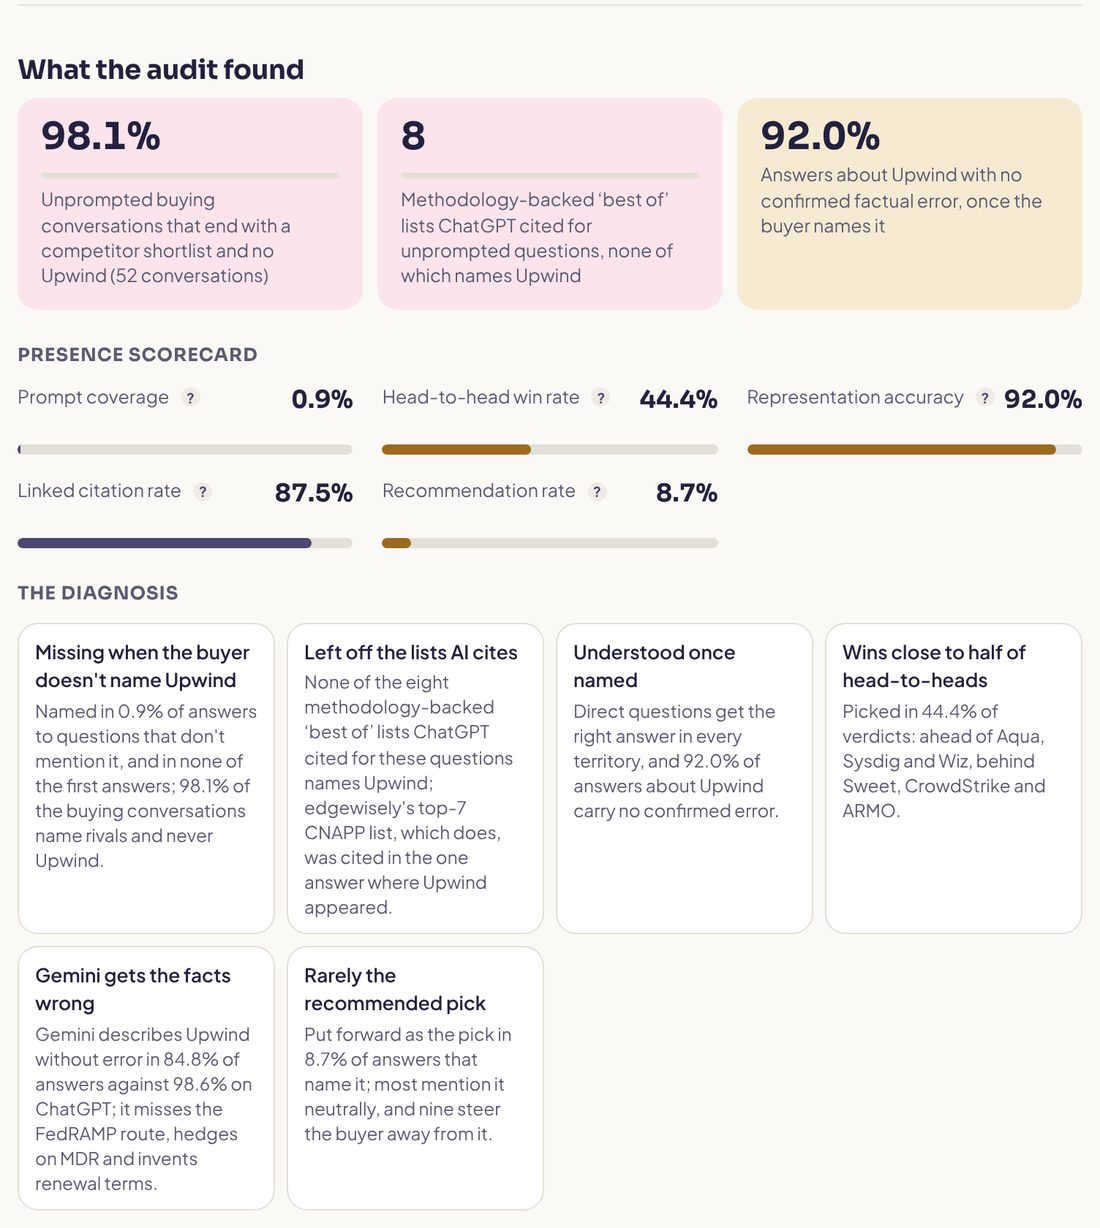 What the audit found
98.1%
Unprompted buying
conversations that end with a
competitor shortlist and no
Upwind (52 conversations)
8
Methodology-backed ‘best of’
lists ChatGPT cited for
unprompted questions, none of
which names Upwind
92.0%
Answers about Upwind with no
confirmed factual error, once the
buyer names it
PRESENCE SCORECARD
Prompt coverage ? 0.9%
Head-to-head win rate ? 44.4%
Representation accuracy ? 92.0%
Linked citation rate ? 87.5%
Recommendation rate ? 8.7%
THE DIAGNOSIS
Missing when the buyer
doesn't name Upwind
Named in 0.9% of answers
to questions that don't
mention it, and in none of
the first answers; 98.1% of
the buying conversations
name rivals and never
Upwind.
Left off the lists AI cites
None of the eight
methodology-backed
‘best of’ lists ChatGPT
cited for these questions
names Upwind;
edgewisely's top-7
CNAPP list, which does,
was cited in the one
answer where Upwind
appeared.
Understood once
named
Direct questions get the
right answer in every
territory, and 92.0% of
answers about Upwind
carry no confirmed error.
Wins close to half of
head-to-heads
Picked in 44.4% of
verdicts: ahead of Aqua,
Sysdig and Wiz, behind
Sweet, CrowdStrike and
ARMO.
Gemini gets the facts
wrong
Gemini describes Upwind
without error in 84.8% of
answers against 98.6% on
ChatGPT; it misses the
FedRAMP route, hedges
on MDR and invents
renewal terms.
Rarely the
recommended pick
Put forward as the pick in
8.7% of answers that
name it; most mention it
neutrally, and nine steer
the buyer away from it.